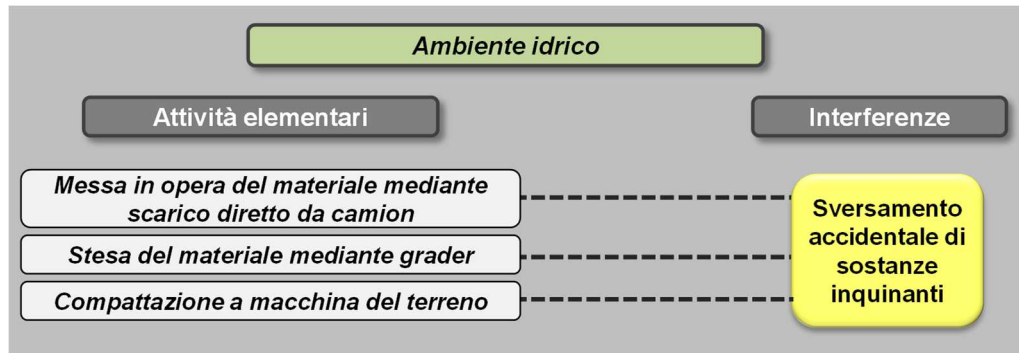 Ambiente idrico
Attività elementari
Interferenze
Messa in opera del materiale mediante
scarico diretto da camion
Stesa del materiale mediante grader
Compattazione a macchina del terreno
Sversamento
accidentale di
sostanze
inquinanti